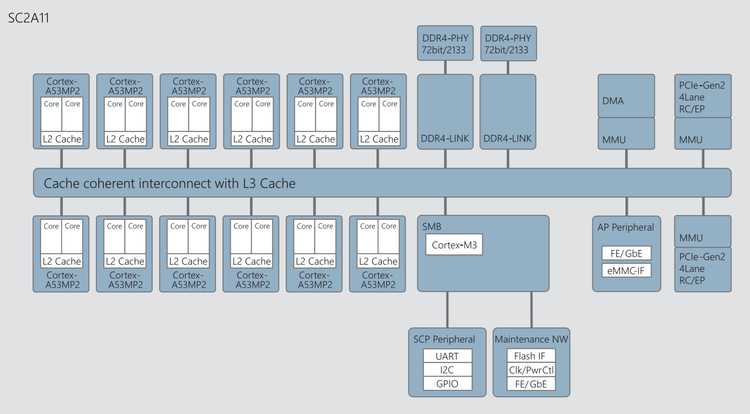 SC2A11
DDR4-PHY
72bit/2133
DDR4-PHY
72bit/2133
Cortex-
A53MP2
Core Core
L2 Cache
Cortex-
A53MP2
Core Core
L2 Cache
Cortex-
A53MP2
Core Core
L2 Cache
Cortex-
A53MP2
Core Core
L2 Cache
Cortex-
A53MP2
Core Core
L2 Cache
Cortex-
A53MP2
Core Core
L2 Cache
DDR4-LINK
DDR4-LINK
DMA
MMU
PCIe-Gen2
4Lane
RC/EP
MMU
Cache coherent interconnect with L3 Cache
Core Core
L2 Cache
Cortex-
A53MP2
Core Core
L2 Cache
Cortex-
A53MP2
Core Core
L2 Cache
Cortex-
A53MP2
Core Core
L2 Cache
Cortex-
A53MP2
Core Core
L2 Cache
Cortex-
A53MP2
Core Core
L2 Cache
Cortex-
A53MP2
SMB
Cortex-M3
AP Peripheral
FE/GbE
eMMC-IF
MMU
PCIe-Gen2
4Lane
RC/EP
SCP Peripheral
UART
I2C
GPIO
Maintenance NW
Flash IF
Clk/PwrCtl
FE/GbE